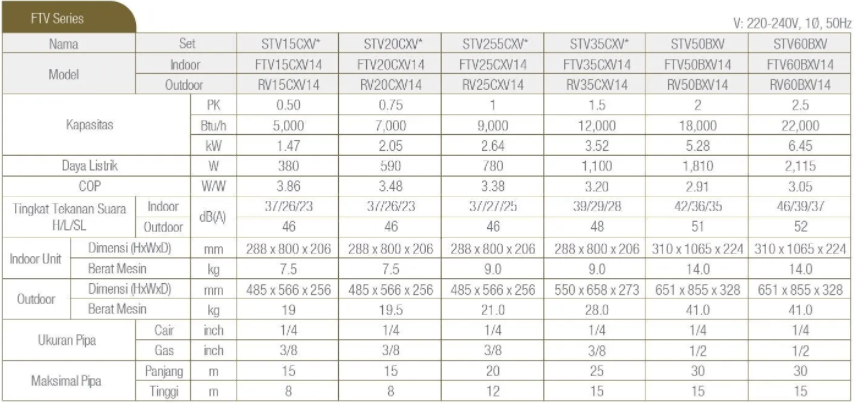 FTV Series
V: 220-240V, 1Ø, 50Hz
Nama Set STV15CXV* STV20CXV* STV255CXV* STV35CXV* STV50BXV STV60BXV
Model Indoor FTV15CXV14 FTV20CXV14 FTV25CXV14 FTV35CXV14 FTV50BXV14 FTV60BXV14
Outdoor RV15CXV14 RV20CXV14 RV25CXV14 RV35CXV14 RV50BXV14 RV60BXV14
Kapasitas PK 0.50 0.75 1 1.5 2 2.5
Btu/h 5,000 7,000 9,000 12,000 18,000 22,000
kW 1.47 2.05 2.64 3.52 5.28 6.45
Daya Listrik W 380 590 780 1,100 1,810 2,115
COP W/W 3.86 3.48 3.38 3.20 2.91 3.05
Tingkat Tekanan Suara H/L/SL Indoor dB(A) 37/26/23 37/26/23 37/27/25 39/29/28 42/36/35 46/39/37
Outdoor 46 46 46 48 51 52
Indoor Unit Dimensi (HxWxD) mm 288 x 800 x 206 288 x 800 x 206 288 x 800 x 206 288 x 800 x 206 310 x 1065 x 224 310 x 1065 x 224
Berat Mesin kg 7.5 7.5 9.0 9.0 14.0 14.0
Outdoor Dimensi (HxWxD) mm 485 x 566 x 256 485 x 566 x 256 485 x 566 x 256 550 x 658 x 273 651 x 855 x 328 651 x 855 x 328
Berat Mesin kg 19 19.5 21.0 28.0 41.0 41.0
Ukuran Pipa Cair inch 1/4 1/4 1/4 1/4 1/4 1/4
Gas inch 3/8 3/8 3/8 3/8 1/2 1/2
Maksimal Pipa Panjang m 15 15 20 25 30 30
Tinggi m 8 8 12 15 15 15